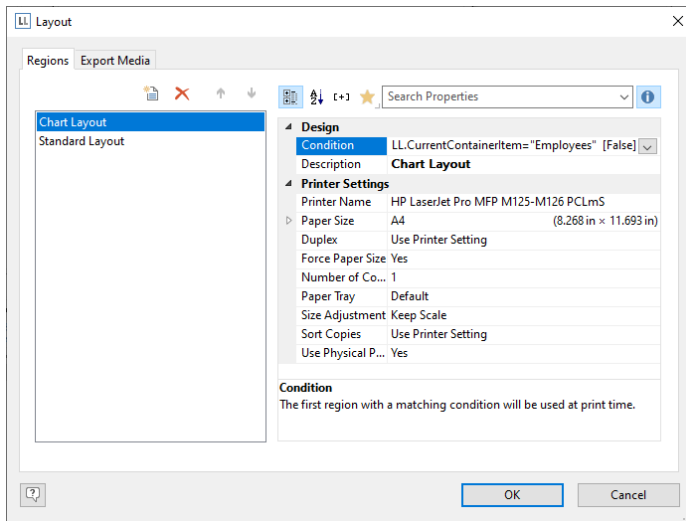 LL Layout
Regions Export Media
Search Properties
Chart Layout
Standard Layout
Design
Condition LL.CurrentContainerItem="Employees" [False]
Description Chart Layout
Printer Settings
Printer Name HP LaserJet Pro MFP M125-M126 PCLmS
Paper Size A4 (8.268 in × 11.693 in)
Duplex Use Printer Setting
Force Paper Size Yes
Number of Co... 1
Paper Tray Default
Size Adjustment Keep Scale
Sort Copies Use Printer Setting
Use Physical P... Yes
Condition
The first region with a matching condition will be used at print time.
OK Cancel